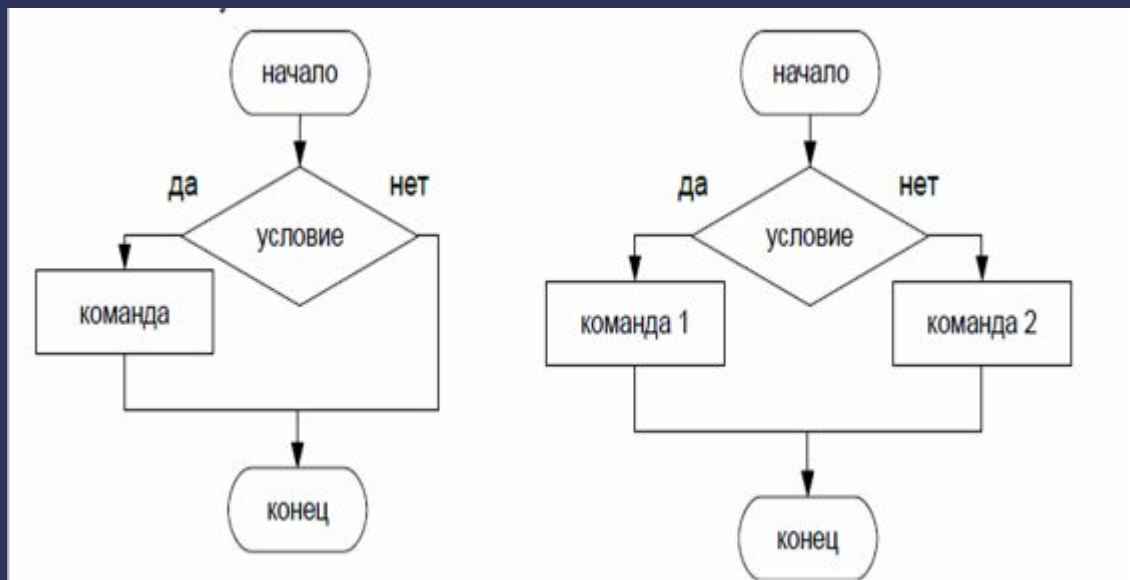 начало
да
нет
условие
команда
конец
начало
да
нет
условие
команда 1
команда 2
конец